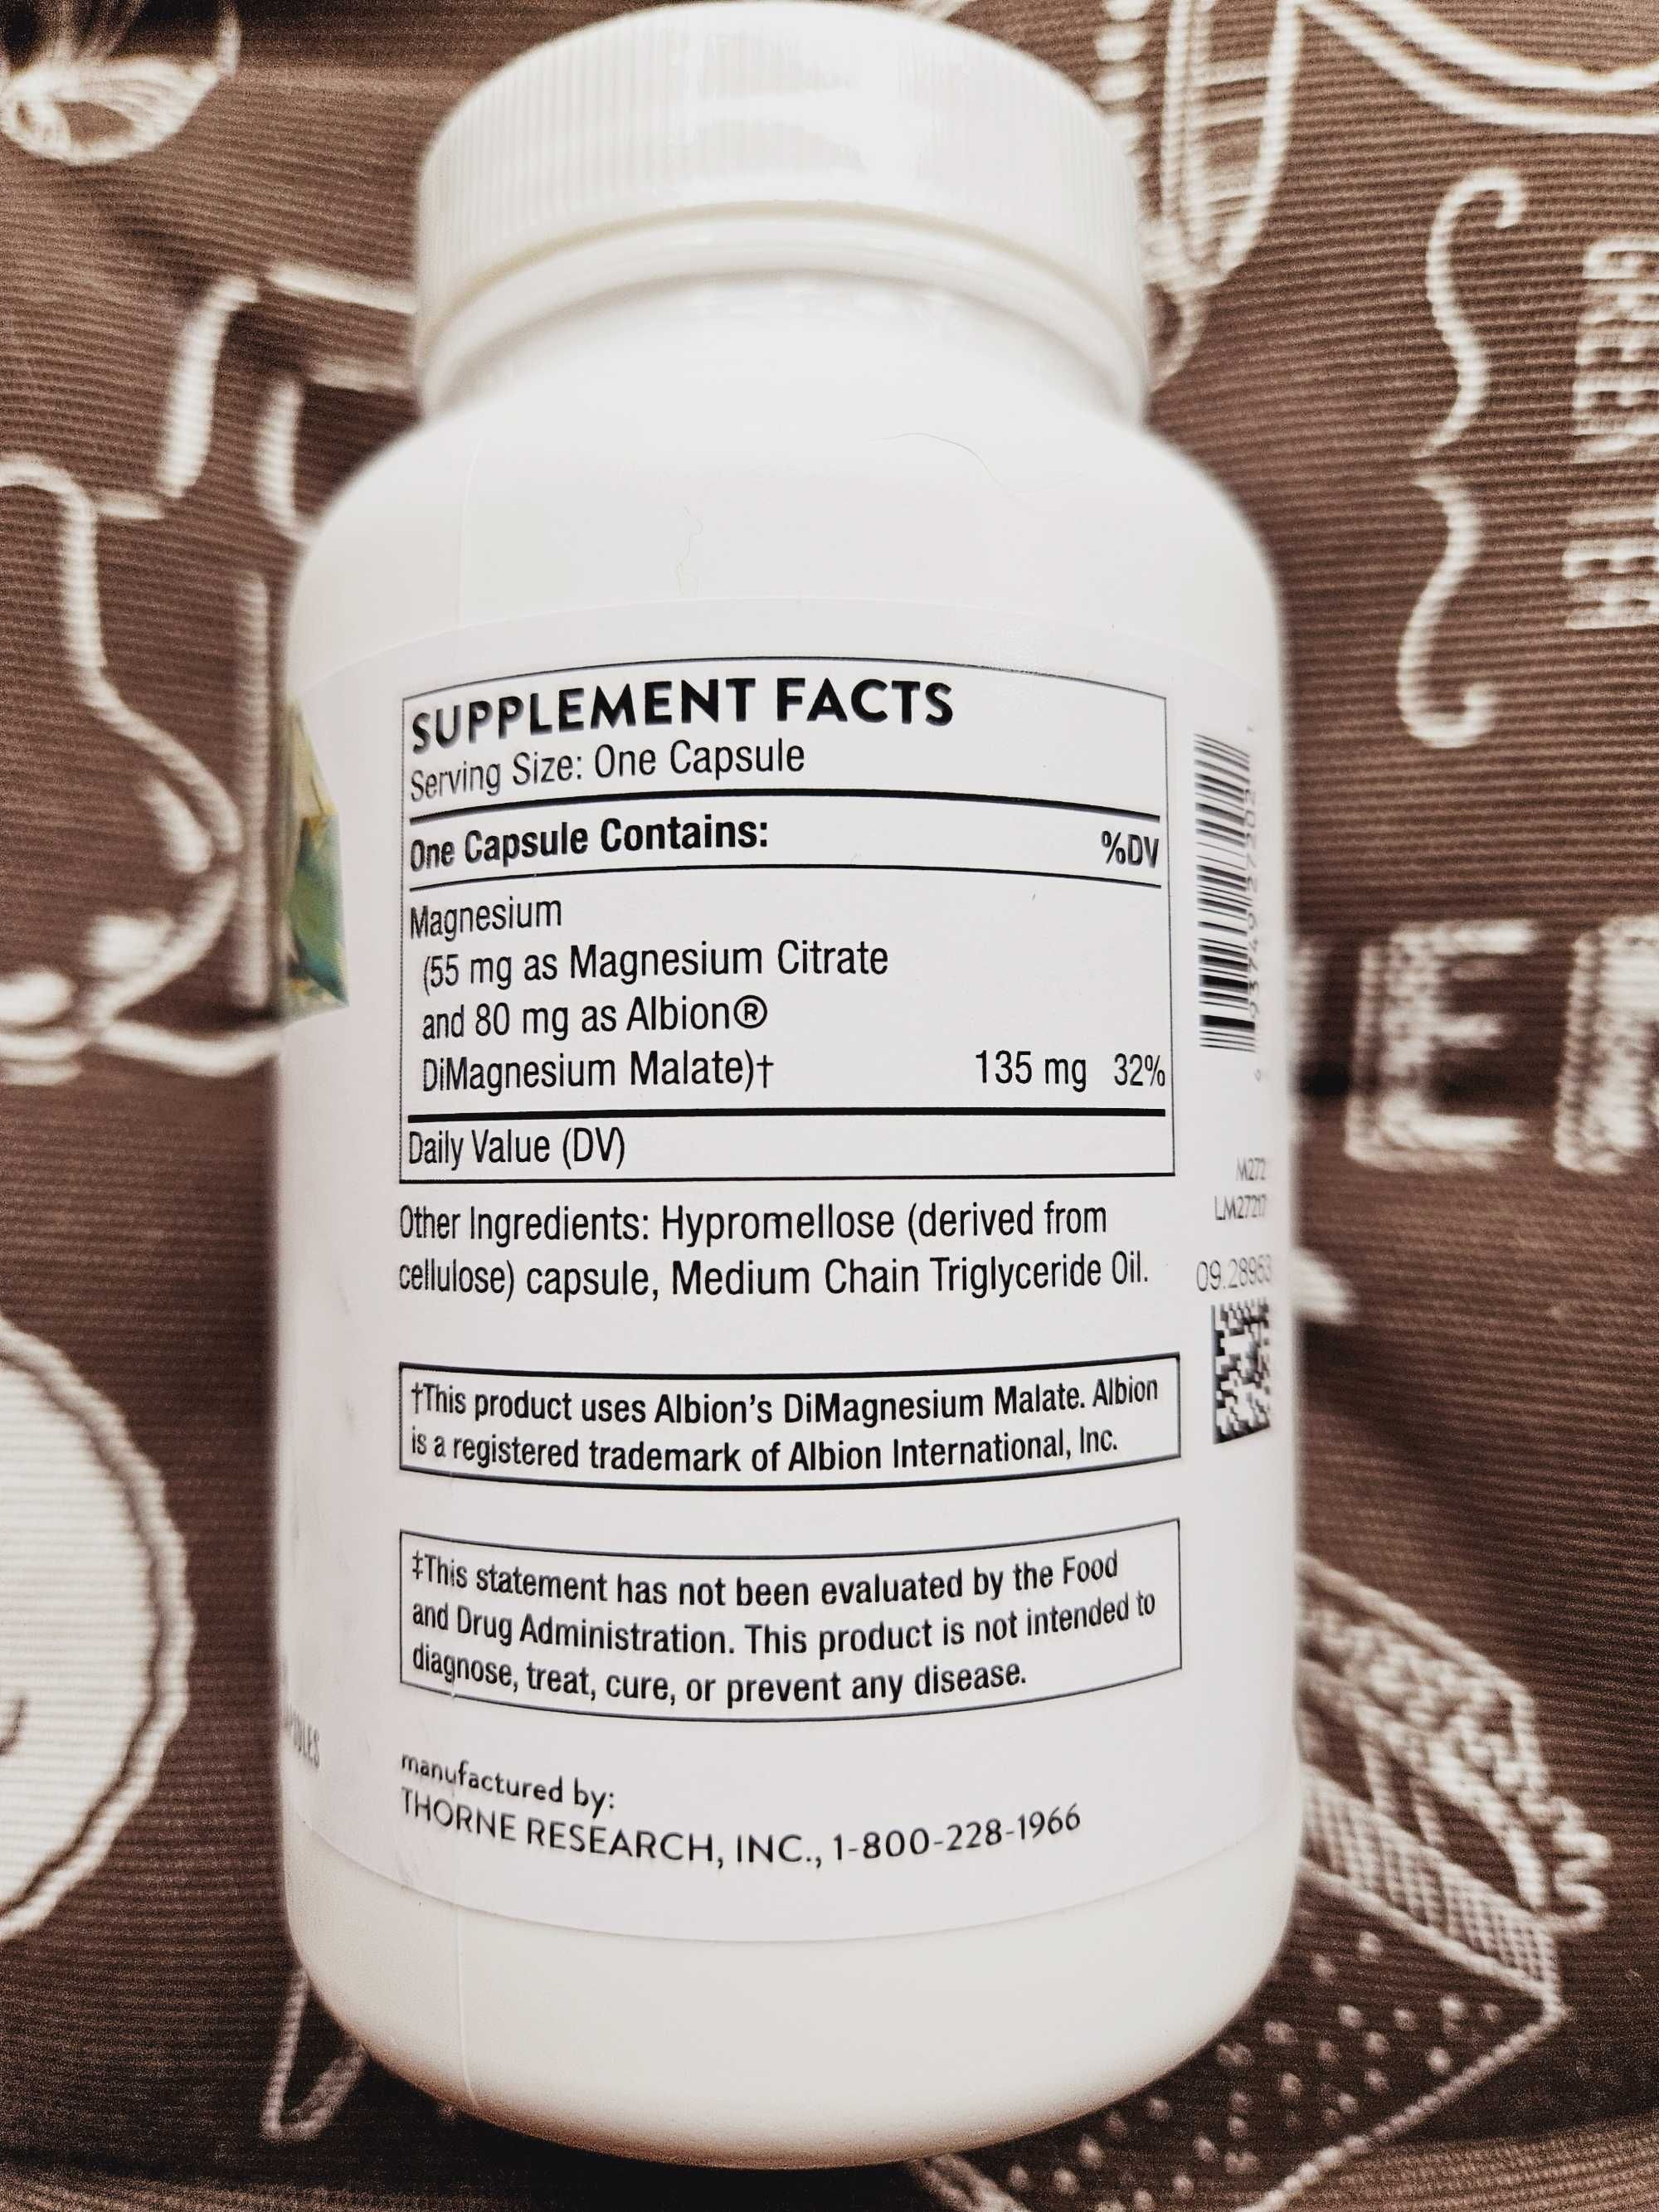 SUPPLEMENT FACTS
Serving Size: One Capsule
One Capsule Contains: %DV
Magnesium
(55 mg as Magnesium Citrate
and 80 mg as Albion®
DiMagnesium Malate)† 135 mg 32%
Daily Value (DV)
Other Ingredients: Hypromellose (derived from
cellulose) capsule, Medium Chain Triglyceride Oil.
†This product uses Albion's DiMagnesium Malate. Albion
is a registered trademark of Albion International, Inc.
‡This statement has not been evaluated by the Food
and Drug Administration. This product is not intended to
diagnose, treat, cure, or prevent any disease.
manufactured by:
THORNE RESEARCH, INC., 1-800-228-1966
M272
GREEN